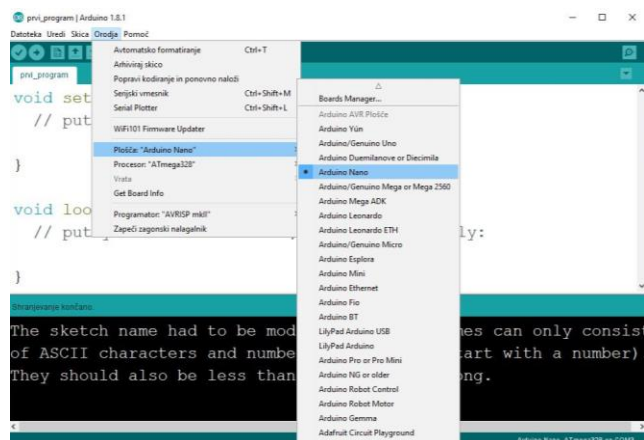 prvi_program | Arduino 1.8.1
Datoteka Uredi Skica Orodja Pomoč
prvi_program
Avtomatsko formatiranje Ctrl+T
Arhiviraj skico
Popravi kodiranje in ponovno naloži
Serijski vmesnik Ctrl+Shift+M
Serial Plotter Ctrl+Shift+L
WiFi101 Firmware Updater
Plošča: "Arduino Nano"
Procesor: "ATmega328"
Vrata
Get Board Info
Programator: "AVRISP mkII"
Zapeči zagonski nalagalnik
Boards Manager...
Arduino AVR Plošče
Arduino Yún
Arduino/Genuino Uno
Arduino Duemilanove or Diecimila
Arduino Nano
Arduino/Genuino Mega or Mega 2560
Arduino Mega ADK
Arduino Leonardo
Arduino Leonardo ETH
Arduino/Genuino Micro
Arduino Esplora
Arduino Mini
Arduino Ethernet
Arduino Fio
Arduino BT
LilyPad Arduino USB
LilyPad Arduino
Arduino Pro or Pro Mini
Arduino NG or older
Arduino Robot Control
Arduino Robot Motor
Arduino Gemma
Adafruit Circuit Playground
void set
// put
}
void loo
// put ly:
}
Shranjevanje končano.
The sketch name had to be mod mes can only consist
of ASCII characters and numbe tart with a number)
They should also be less than ong.
Arduino Nano, ATmega328 on COM3